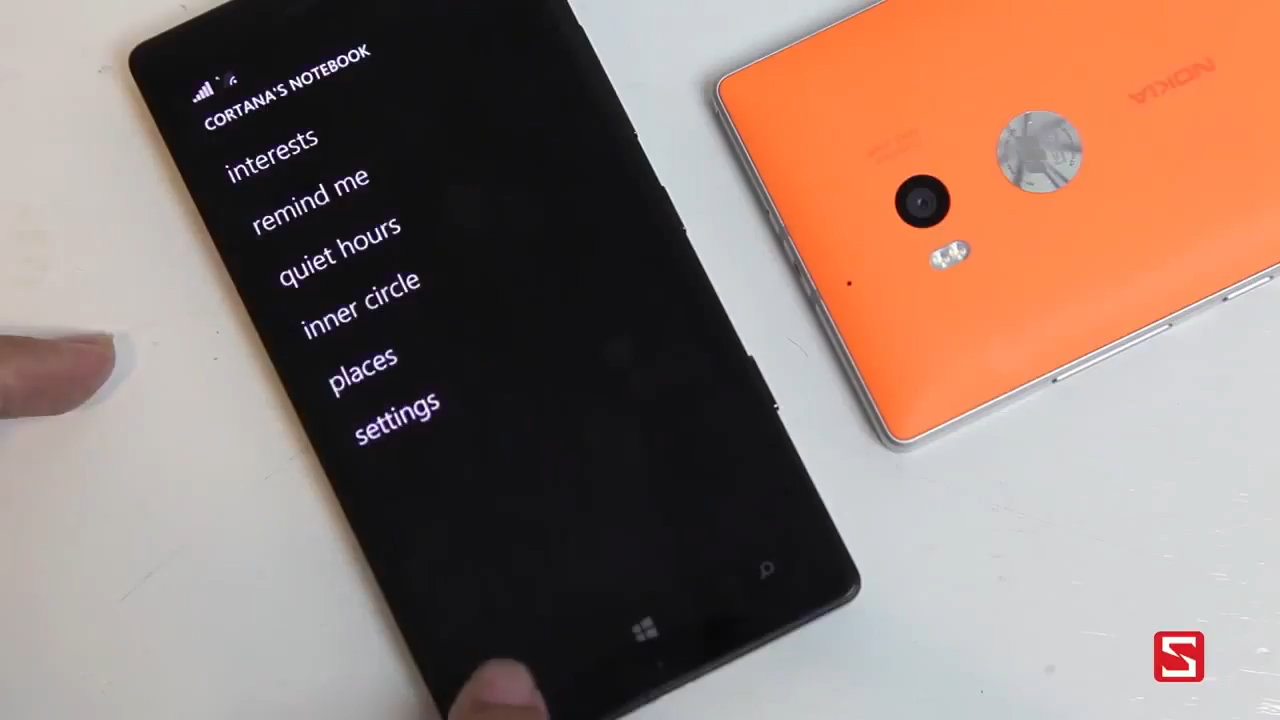 CORTANA'S NOTEBOOK
interests
remind me
quiet hours
inner circle
places
settings
NOKIA
S